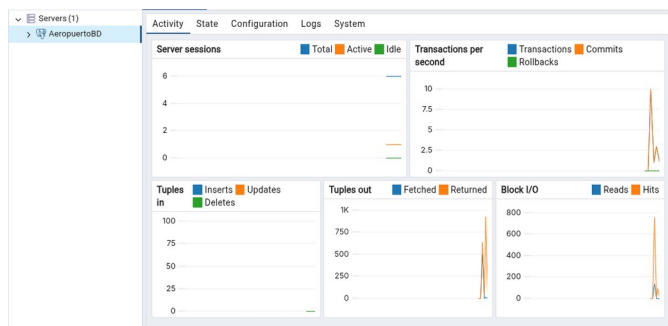 Servers (1)
AeropuertoBD
Activity State Configuration Logs System
Server sessions
Total Active Idle
6
4
2
0
Transactions per
second
Transactions Commits
Rollbacks
10
7.5
5
2.5
0
Tuples
in
Inserts Updates
Deletes
100
75
50
25
0
Tuples out
Fetched Returned
1K
750
500
250
0
Block I/O
Reads Hits
800
600
400
200
0